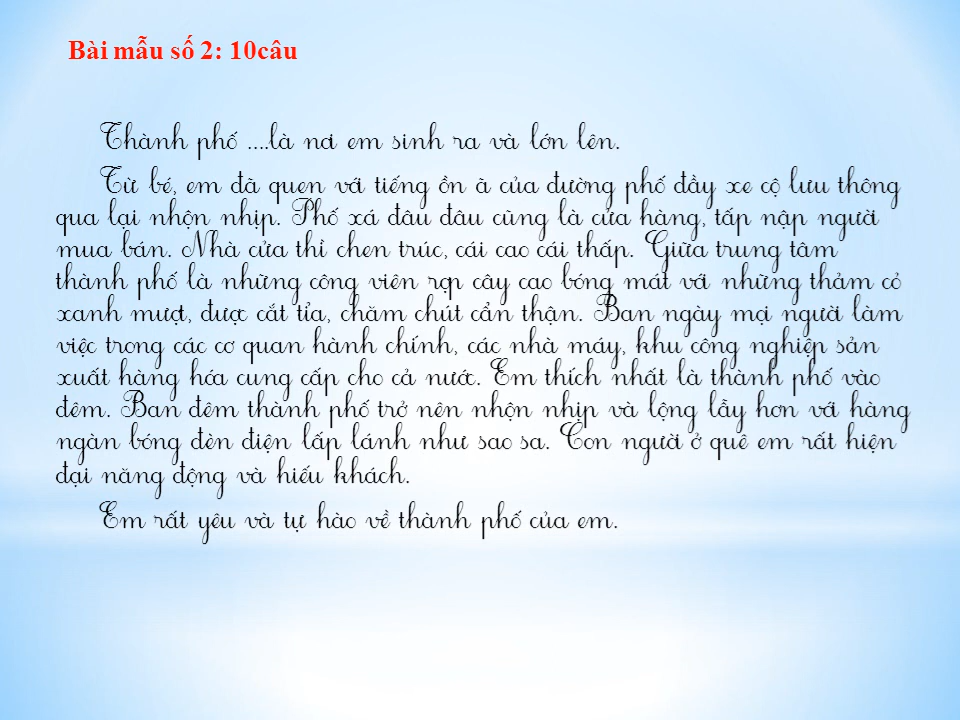 Bài mẫu số 2: 10câu
Thành phố ....là nơi em sinh ra và lớn lên.
Từ bé, em đã quen với tiếng ồn ã của đường phố đầy xe cộ lưu thông
qua lại nhộn nhịp. Phố xá đâu đâu cũng là cửa hàng, tấp nập người
mua bán. Nhà cửa thì chen trúc, cái cao cái thấp. Giữa trung tâm
thành phố là những công viên rợp cây cao bóng mát với những thảm cỏ
xanh mượt, được cắt tỉa, chăm chút cẩn thận. Ban ngày mọi người làm
việc trong các cơ quan hành chính, các nhà máy, khu công nghiệp sản
xuất hàng hóa cung cấp cho cả nước. Em thích nhất là thành phố vào
đêm. Ban đêm thành phố trở nên nhộn nhịp và lộng lẫy hơn với hàng
ngàn bóng đèn điện lấp lánh như sao sa. Con người ở quê em rất hiện
đại năng động và hiếu khách.
Em rất yêu và tự hào về thành phố của em.